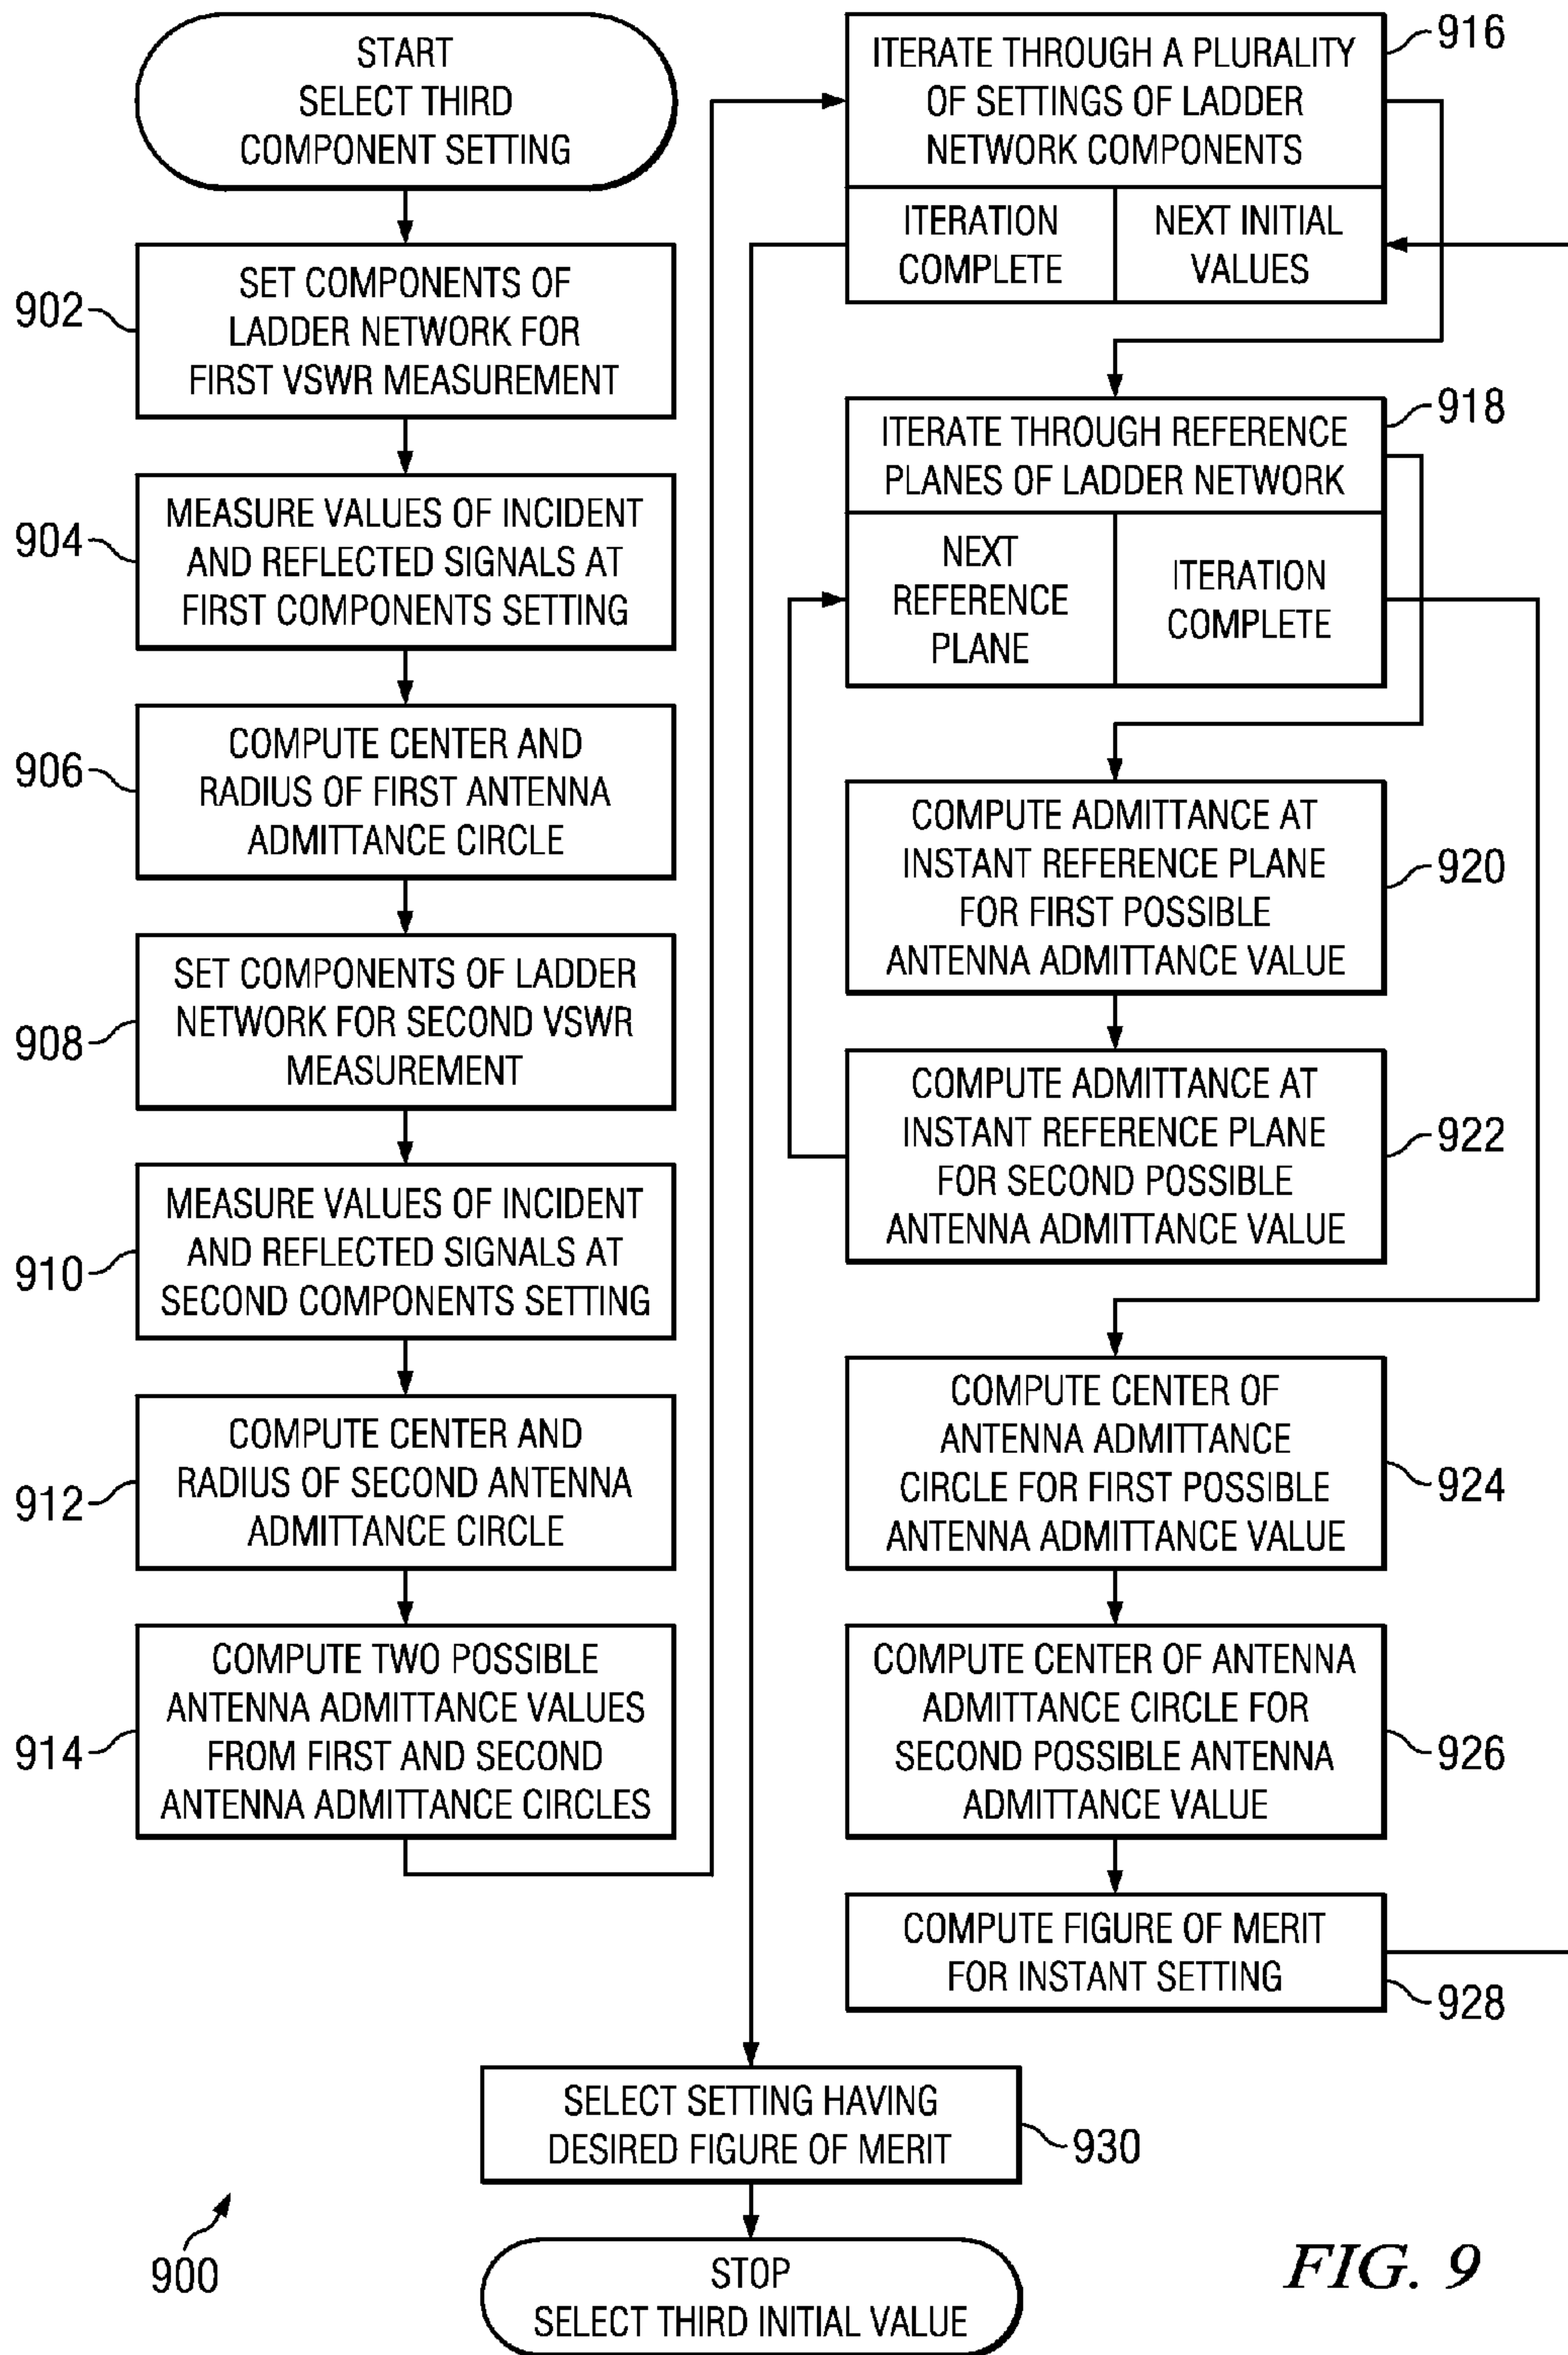 START
SELECT THIRD
COMPONENT SETTING
902
SET COMPONENTS OF
LADDER NETWORK FOR
FIRST VSWR MEASUREMENT
904
MEASURE VALUES OF INCIDENT
AND REFLECTED SIGNALS AT
FIRST COMPONENTS SETTING
906
COMPUTE CENTER AND
RADIUS OF FIRST ANTENNA
ADMITTANCE CIRCLE
908
SET COMPONENTS OF LADDER
NETWORK FOR SECOND VSWR
MEASUREMENT
910
MEASURE VALUES OF INCIDENT
AND REFLECTED SIGNALS AT
SECOND COMPONENTS SETTING
912
COMPUTE CENTER AND
RADIUS OF SECOND ANTENNA
ADMITTANCE CIRCLE
914
COMPUTE TWO POSSIBLE
ANTENNA ADMITTANCE VALUES
FROM FIRST AND SECOND
ANTENNA ADMITTANCE CIRCLES
916
ITERATE THROUGH A PLURALITY
OF SETTINGS OF LADDER
NETWORK COMPONENTS
ITERATION
COMPLETE
NEXT INITIAL
VALUES
918
ITERATE THROUGH REFERENCE
PLANES OF LADDER NETWORK
NEXT
REFERENCE
PLANE
ITERATION
COMPLETE
COMPUTE ADMITTANCE AT
INSTANT REFERENCE PLANE
FOR FIRST POSSIBLE
ANTENNA ADMITTANCE VALUE
920
COMPUTE ADMITTANCE AT
INSTANT REFERENCE PLANE
FOR SECOND POSSIBLE
ANTENNA ADMITTANCE VALUE
922
COMPUTE CENTER OF
ANTENNA ADMITTANCE
CIRCLE FOR FIRST POSSIBLE
ANTENNA ADMITTANCE VALUE
924
COMPUTE CENTER OF ANTENNA
ADMITTANCE CIRCLE FOR
SECOND POSSIBLE ANTENNA
ADMITTANCE VALUE
926
COMPUTE FIGURE OF MERIT
FOR INSTANT SETTING
928
SELECT SETTING HAVING
DESIRED FIGURE OF MERIT
930
STOP
SELECT THIRD INITIAL VALUE
900
FIG. 9